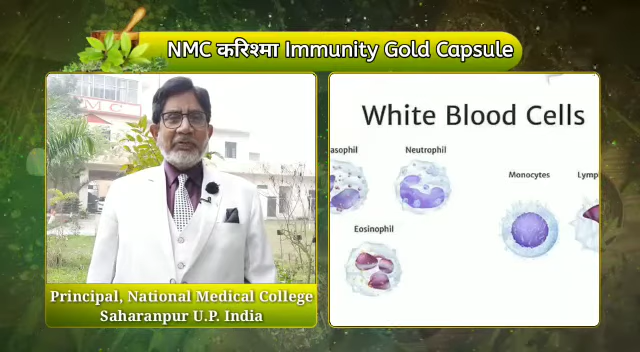 NMC करिश्मा Immunity Gold Capsule
N M C
White Blood Cells
asophil
Neutrophil
Monocytes
Lymp
Eosinophil
Principal, National Medical College
Saharanpur U.P. India